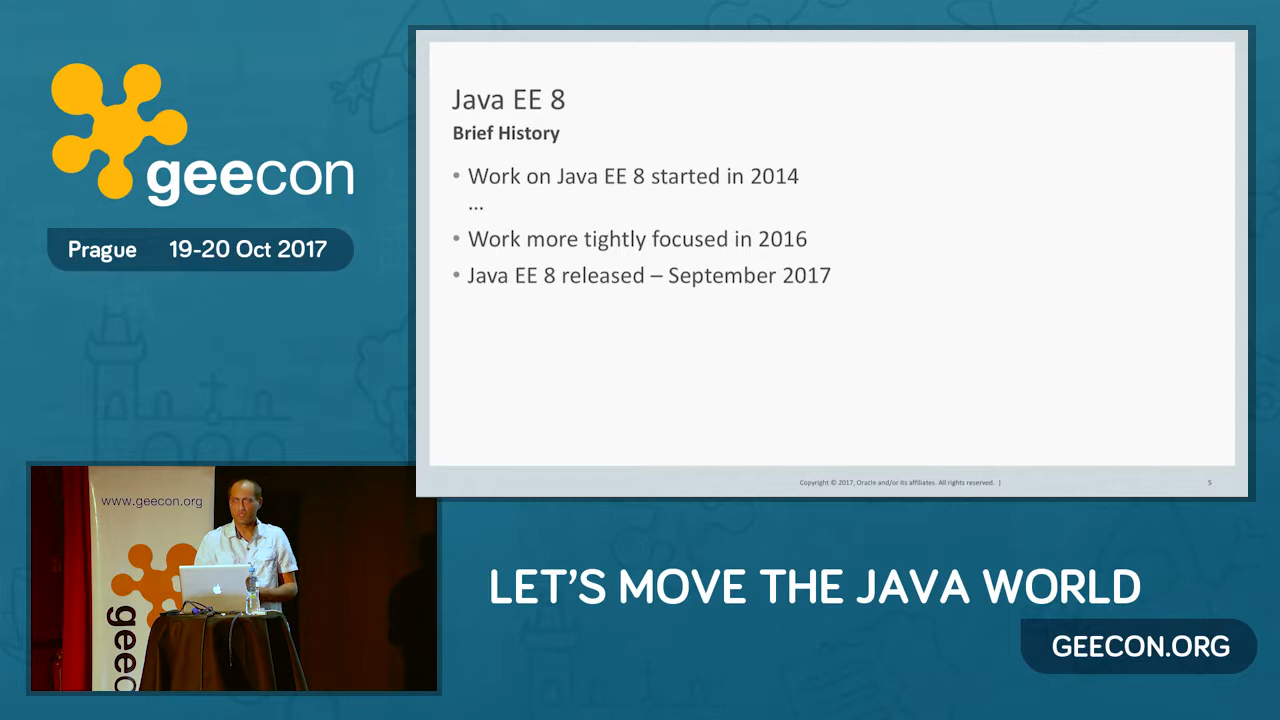 geecon
Prague 19-20 Oct 2017
Java EE 8
Brief History
• Work on Java EE 8 started in 2014
...
• Work more tightly focused in 2016
• Java EE 8 released – September 2017
Copyright © 2017, Oracle and/or its affiliates. All rights reserved. |
5
www.geecon.org
geec
LET'S MOVE THE JAVA WORLD
GEECON.ORG